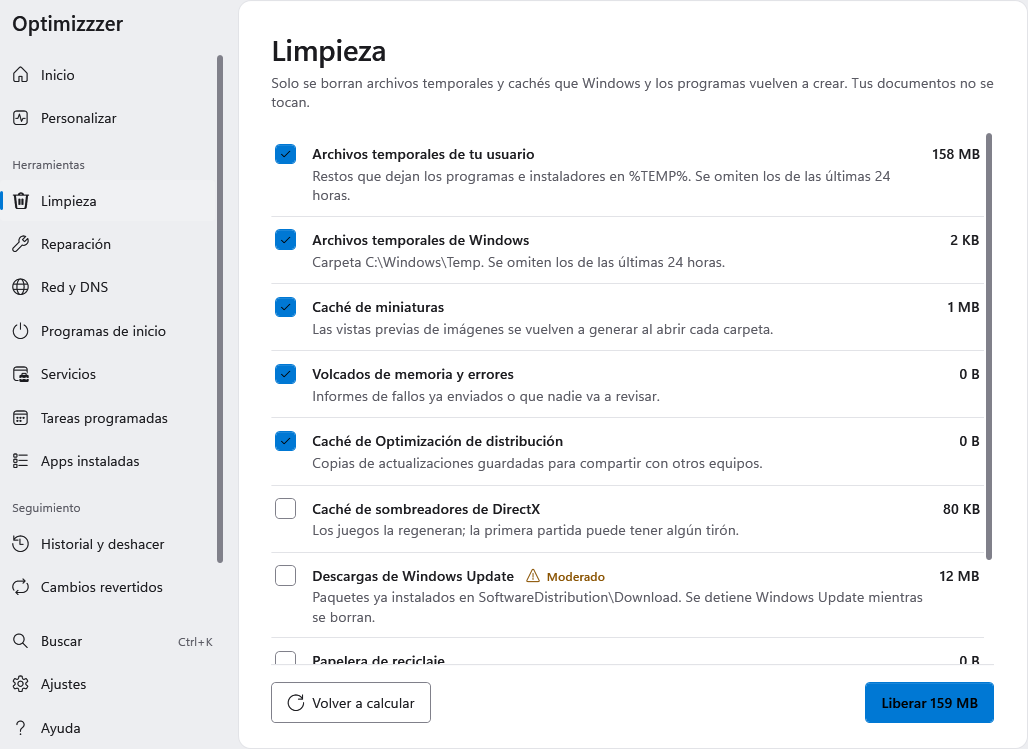 Optimizzzer
Inicio
Personalizar
Herramientas
Limpieza
Reparación
Red y DNS
Programas de inicio
Servicios
Tareas programadas
Apps instaladas
Seguimiento
Historial y deshacer
Cambios revertidos
Buscar Ctrl+K
Ajustes
Ayuda
Limpieza
Solo se borran archivos temporales y cachés que Windows y los programas vuelven a crear. Tus documentos no se
tocan.
Archivos temporales de tu usuario 158 MB
Restos que dejan los programas e instaladores en %TEMP%. Se omiten los de las últimas 24
horas.
Archivos temporales de Windows 2 KB
Carpeta C:\Windows\Temp. Se omiten los de las últimas 24 horas.
Caché de miniaturas 1 MB
Las vistas previas de imágenes se vuelven a generar al abrir cada carpeta.
Volcados de memoria y errores 0 B
Informes de fallos ya enviados o que nadie va a revisar.
Caché de Optimización de distribución 0 B
Copias de actualizaciones guardadas para compartir con otros equipos.
Caché de sombreadores de DirectX 80 KB
Los juegos la regeneran; la primera partida puede tener algún tirón.
Descargas de Windows Update Moderado 12 MB
Paquetes ya instalados en SoftwareDistribution\Download. Se detiene Windows Update mientras
se borran.
Papelera de reciclaje 0 B
Volver a calcular
Liberar 159 MB